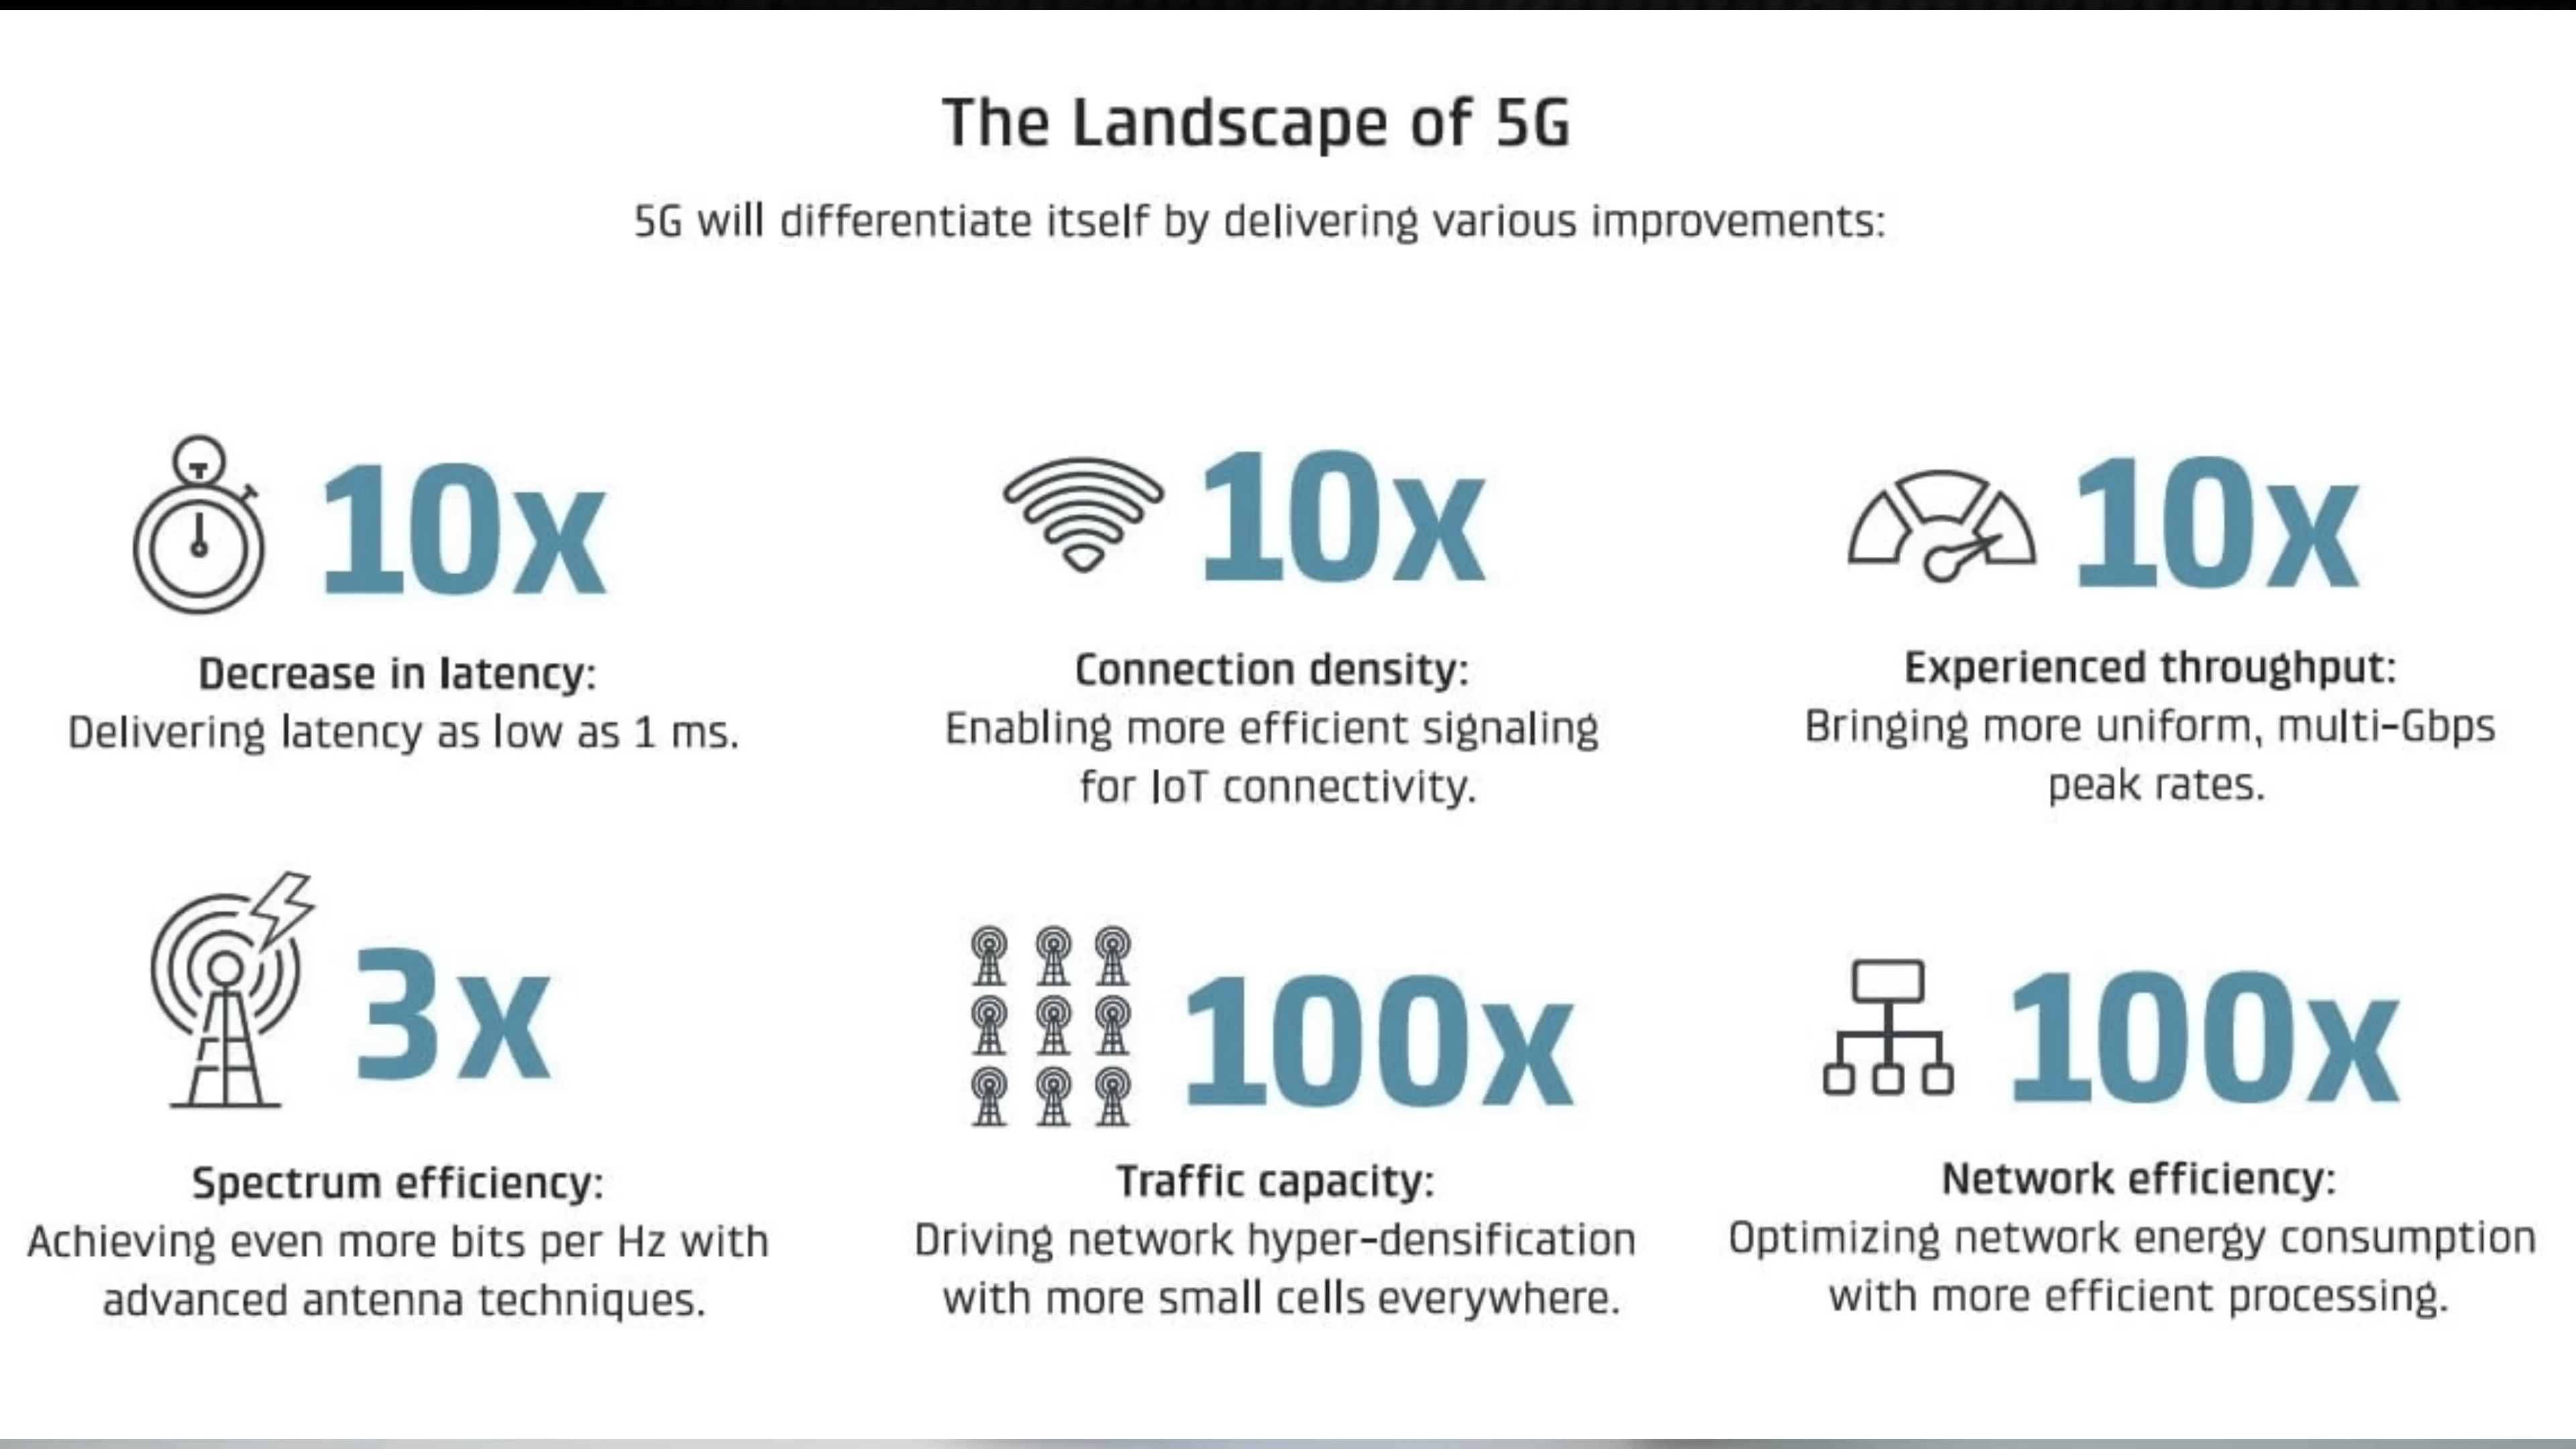 The Landscape of 5G
5G will differentiate itself by delivering various improvements:
10x
Decrease in latency:
Delivering latency as low as 1 ms.
10x
Connection density:
Enabling more efficient signaling
for IoT connectivity.
10x
Experienced throughput:
Bringing more uniform, multi-Gbps
peak rates.
3x
Spectrum efficiency:
Achieving even more bits per Hz with
advanced antenna techniques.
100x
Traffic capacity:
Driving network hyper-densification
with more small cells everywhere.
100x
Network efficiency:
Optimizing network energy consumption
with more efficient processing.